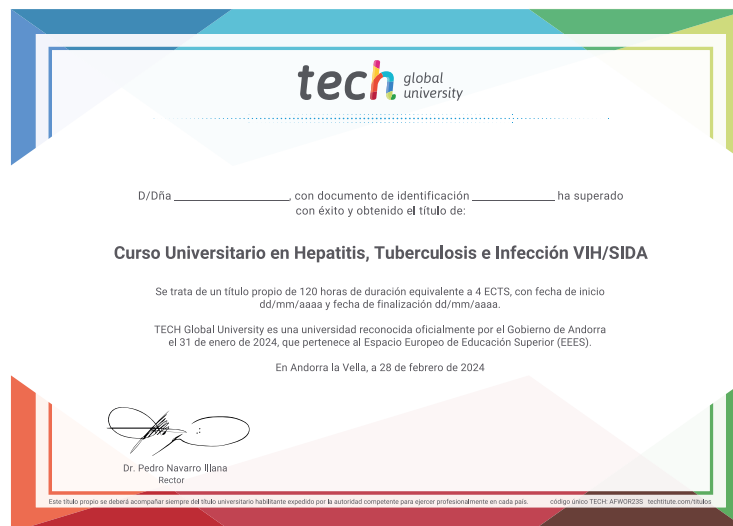 tech global university
D/Dña ________________, con documento de identificación ____________ ha superado
con éxito y obtenido el título de:
Curso Universitario en Hepatitis, Tuberculosis e Infección VIH/SIDA
Se trata de un título propio de 120 horas de duración equivalente a 4 ECTS, con fecha de inicio
dd/mm/aaaa y fecha de finalización dd/mm/aaaa.
TECH Global University es una universidad reconocida oficialmente por el Gobierno de Andorra
el 31 de enero de 2024, que pertenece al Espacio Europeo de Educación Superior (EEES).
En Andorra la Vella, a 28 de febrero de 2024
Dr. Pedro Navarro Illana
Rector
Este título propio se deberá acompañar siempre del título universitario habilitante expedido por la autoridad competente para ejercer profesionalmente en cada país. código único TECH: AFWOR23S techtitute.com/titulos